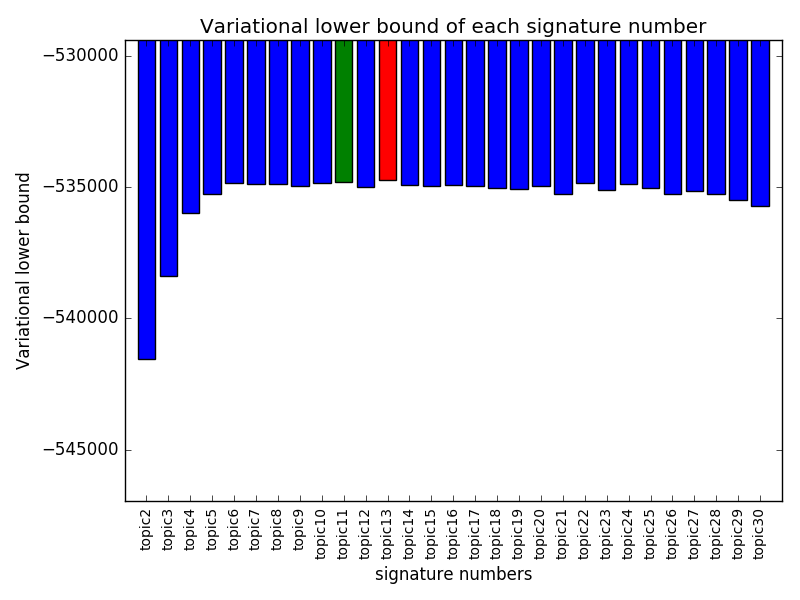 Variational lower bound of each signature number
Variational lower bound
−530000
−535000
−540000
−545000
topic2
topic3
topic4
topic5
topic6
topic7
topic8
topic9
topic10
topic11
topic12
topic13
topic14
topic15
topic16
topic17
topic18
topic19
topic20
topic21
topic22
topic23
topic24
topic25
topic26
topic27
topic28
topic29
topic30
signature numbers